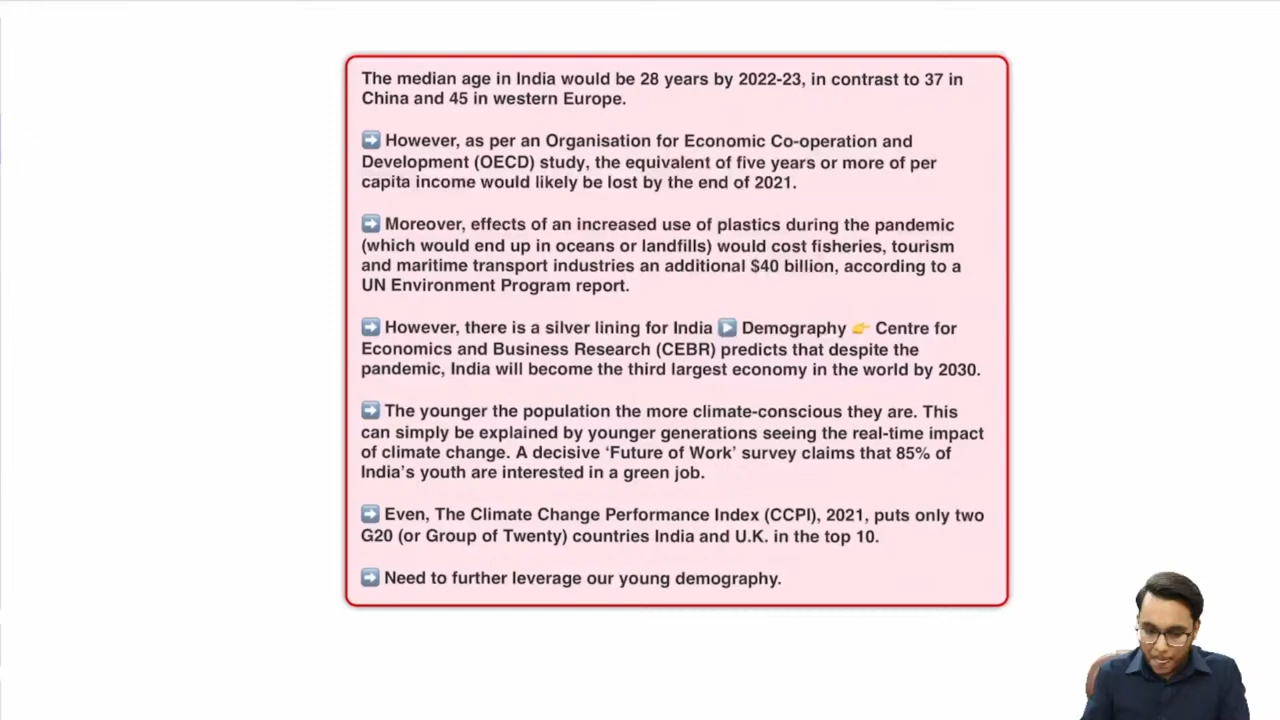 The median age in India would be 28 years by 2022-23, in contrast to 37 in
China and 45 in western Europe.
➡️ However, as per an Organisation for Economic Co-operation and
Development (OECD) study, the equivalent of five years or more of per
capita income would likely be lost by the end of 2021.
➡️ Moreover, effects of an increased use of plastics during the pandemic
(which would end up in oceans or landfills) would cost fisheries, tourism
and maritime transport industries an additional $40 billion, according to a
UN Environment Program report.
➡️ However, there is a silver lining for India ▶️ Demography 👉 Centre for
Economics and Business Research (CEBR) predicts that despite the
pandemic, India will become the third largest economy in the world by 2030.
➡️ The younger the population the more climate-conscious they are. This
can simply be explained by younger generations seeing the real-time impact
of climate change. A decisive ‘Future of Work’ survey claims that 85% of
India’s youth are interested in a green job.
➡️ Even, The Climate Change Performance Index (CCPI), 2021, puts only two
G20 (or Group of Twenty) countries India and U.K. in the top 10.
➡️ Need to further leverage our young demography.